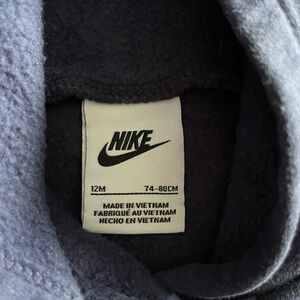 NIKE
12M 74-80CM
MADE IN VIETNAM
FABRIQUÉ AU VIETNAM
HECHO EN VIETNAM